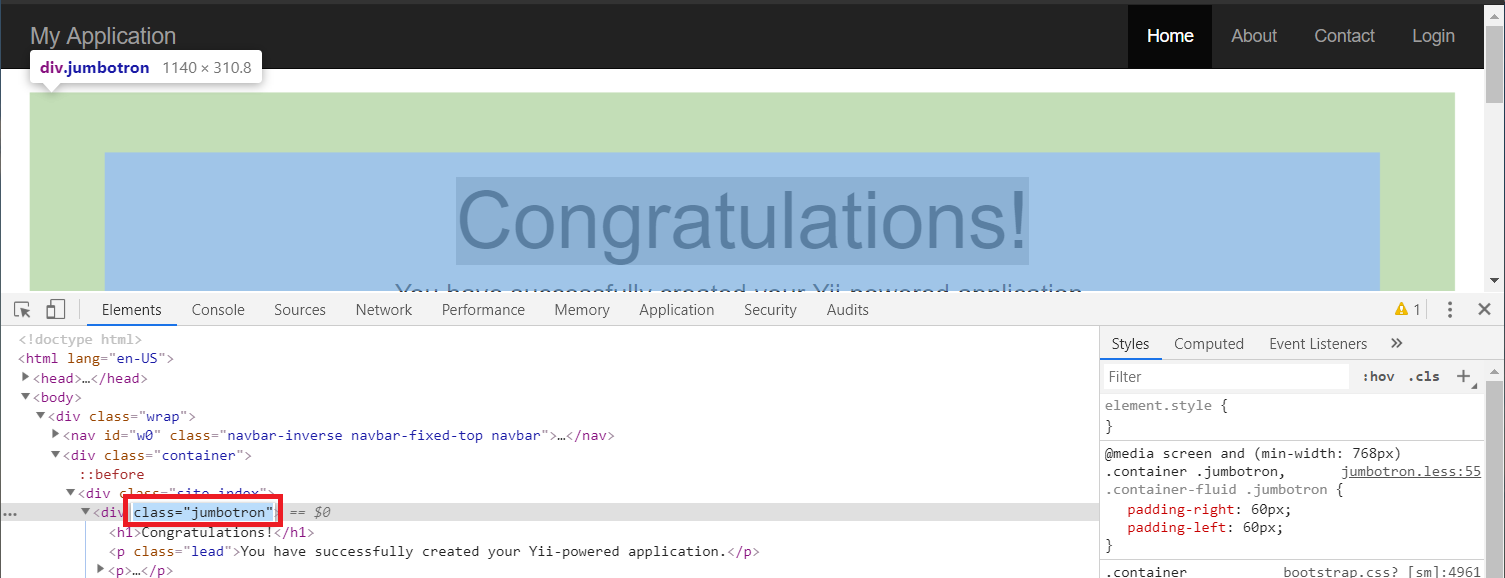 My Application Home About Contact Login
div.jumbotron 1140 × 310.8
Congratulations!
You have successfully created your Yii-powered application.
Elements Console Sources Network Performance Memory Application Security Audits 1
<!doctype html>
<html lang="en-US">
<head>…</head>
<body>
<div class="wrap">
<nav id="w0" class="navbar-inverse navbar-fixed-top navbar">…</nav>
<div class="container">
::before
<div class="site-index">
<div class="jumbotron"> == $0
<h1>Congratulations!</h1>
<p class="lead">You have successfully created your Yii-powered application.</p>
<p>…</p>
Styles Computed Event Listeners »
Filter :hov .cls +
element.style {
}
@media screen and (min-width: 768px)
.container .jumbotron, jumbotron.less:55
.container-fluid .jumbotron {
padding-right: 60px;
padding-left: 60px;
}
.container bootstrap.css? [sm]:4961